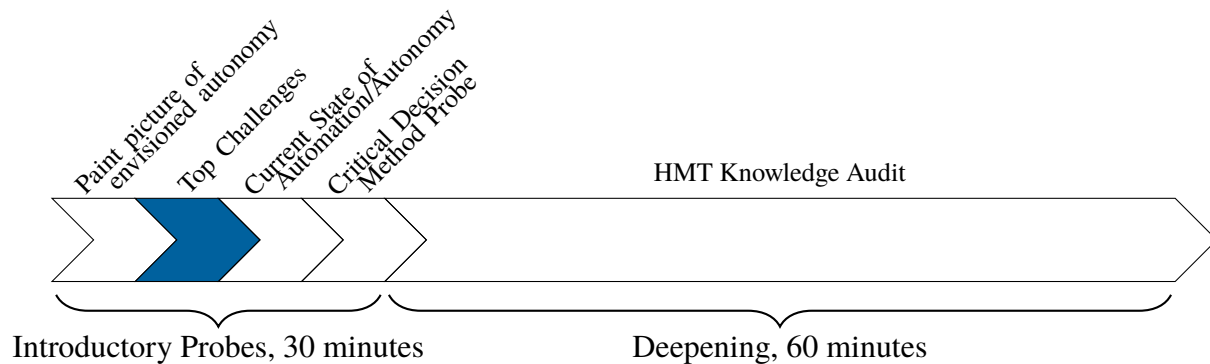 Paint picture of
envisioned autonomy
Top Challenges
Current State of
Automation/Autonomy
Critical Decision
Method Probe
HMT Knowledge Audit
Introductory Probes, 30 minutes
Deepening, 60 minutes